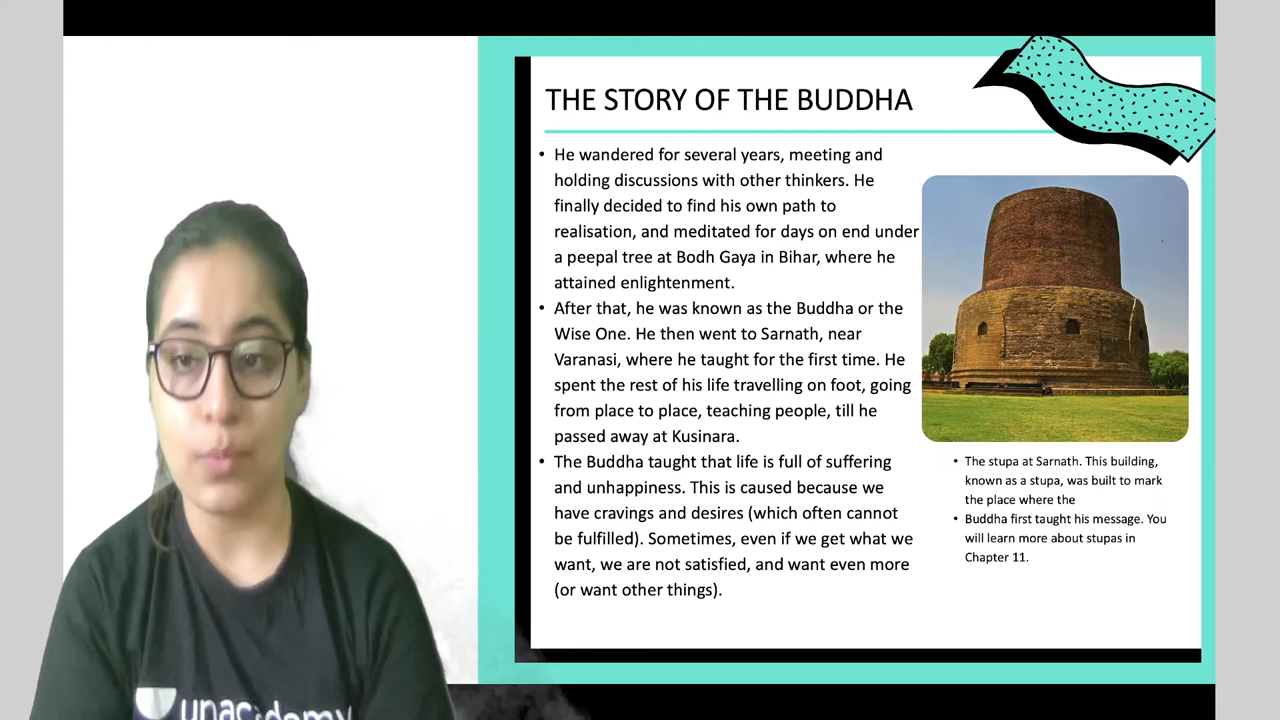 THE STORY OF THE BUDDHA
• He wandered for several years, meeting and
holding discussions with other thinkers. He
finally decided to find his own path to
realisation, and meditated for days on end under
a peepal tree at Bodh Gaya in Bihar, where he
attained enlightenment.
• After that, he was known as the Buddha or the
Wise One. He then went to Sarnath, near
Varanasi, where he taught for the first time. He
spent the rest of his life travelling on foot, going
from place to place, teaching people, till he
passed away at Kusinara.
• The Buddha taught that life is full of suffering
and unhappiness. This is caused because we
have cravings and desires (which often cannot
be fulfilled). Sometimes, even if we get what we
want, we are not satisfied, and want even more
(or want other things).
• The stupa at Sarnath. This building,
known as a stupa, was built to mark
the place where the
• Buddha first taught his message. You
will learn more about stupas in
Chapter 11.
unacademy